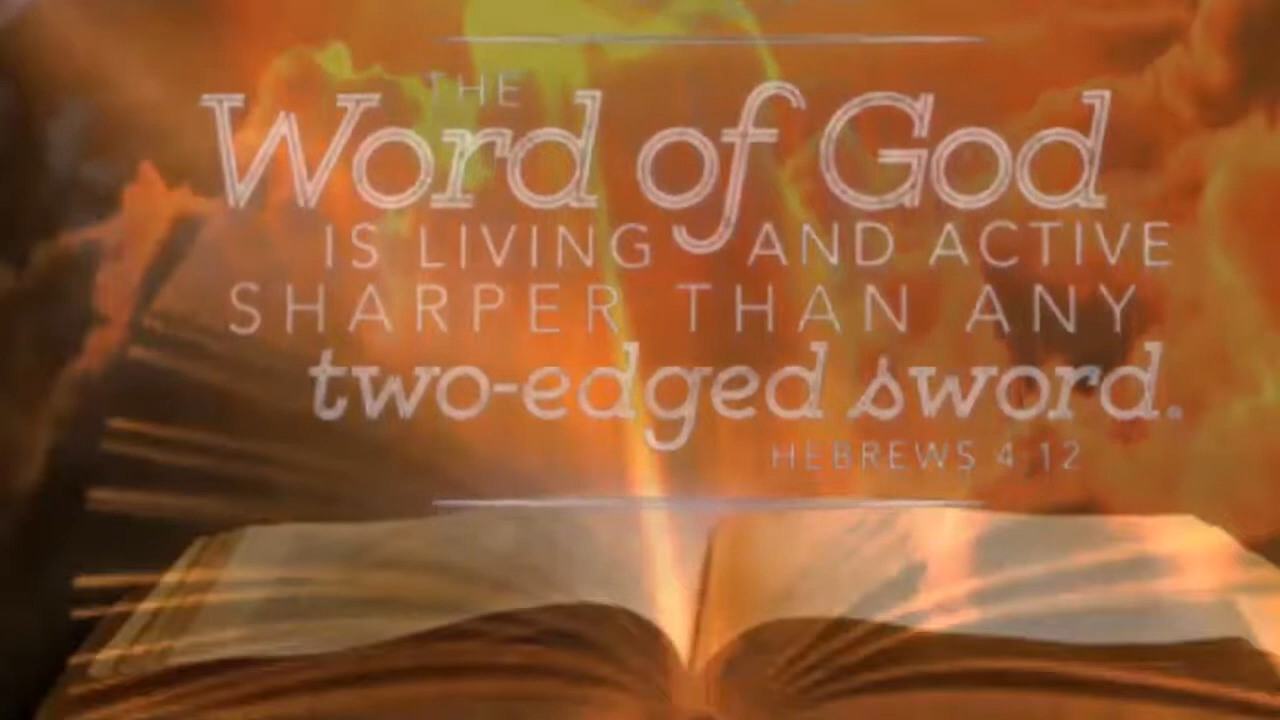 THE
Word of God
IS LIVING AND ACTIVE
SHARPER THAN ANY
two-edged sword.
HEBREWS 4:12